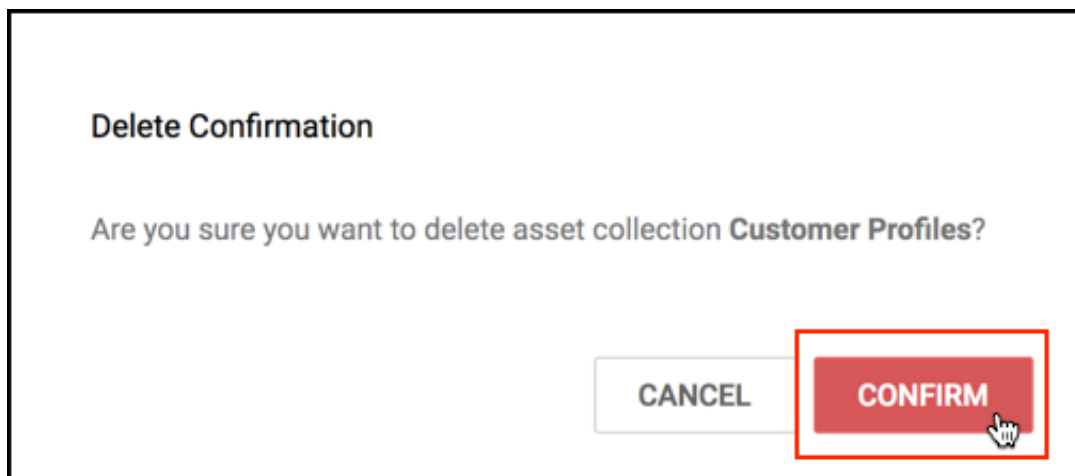 Delete Confirmation
Are you sure you want to delete asset collection Customer Profiles?
CANCEL
CONFIRM